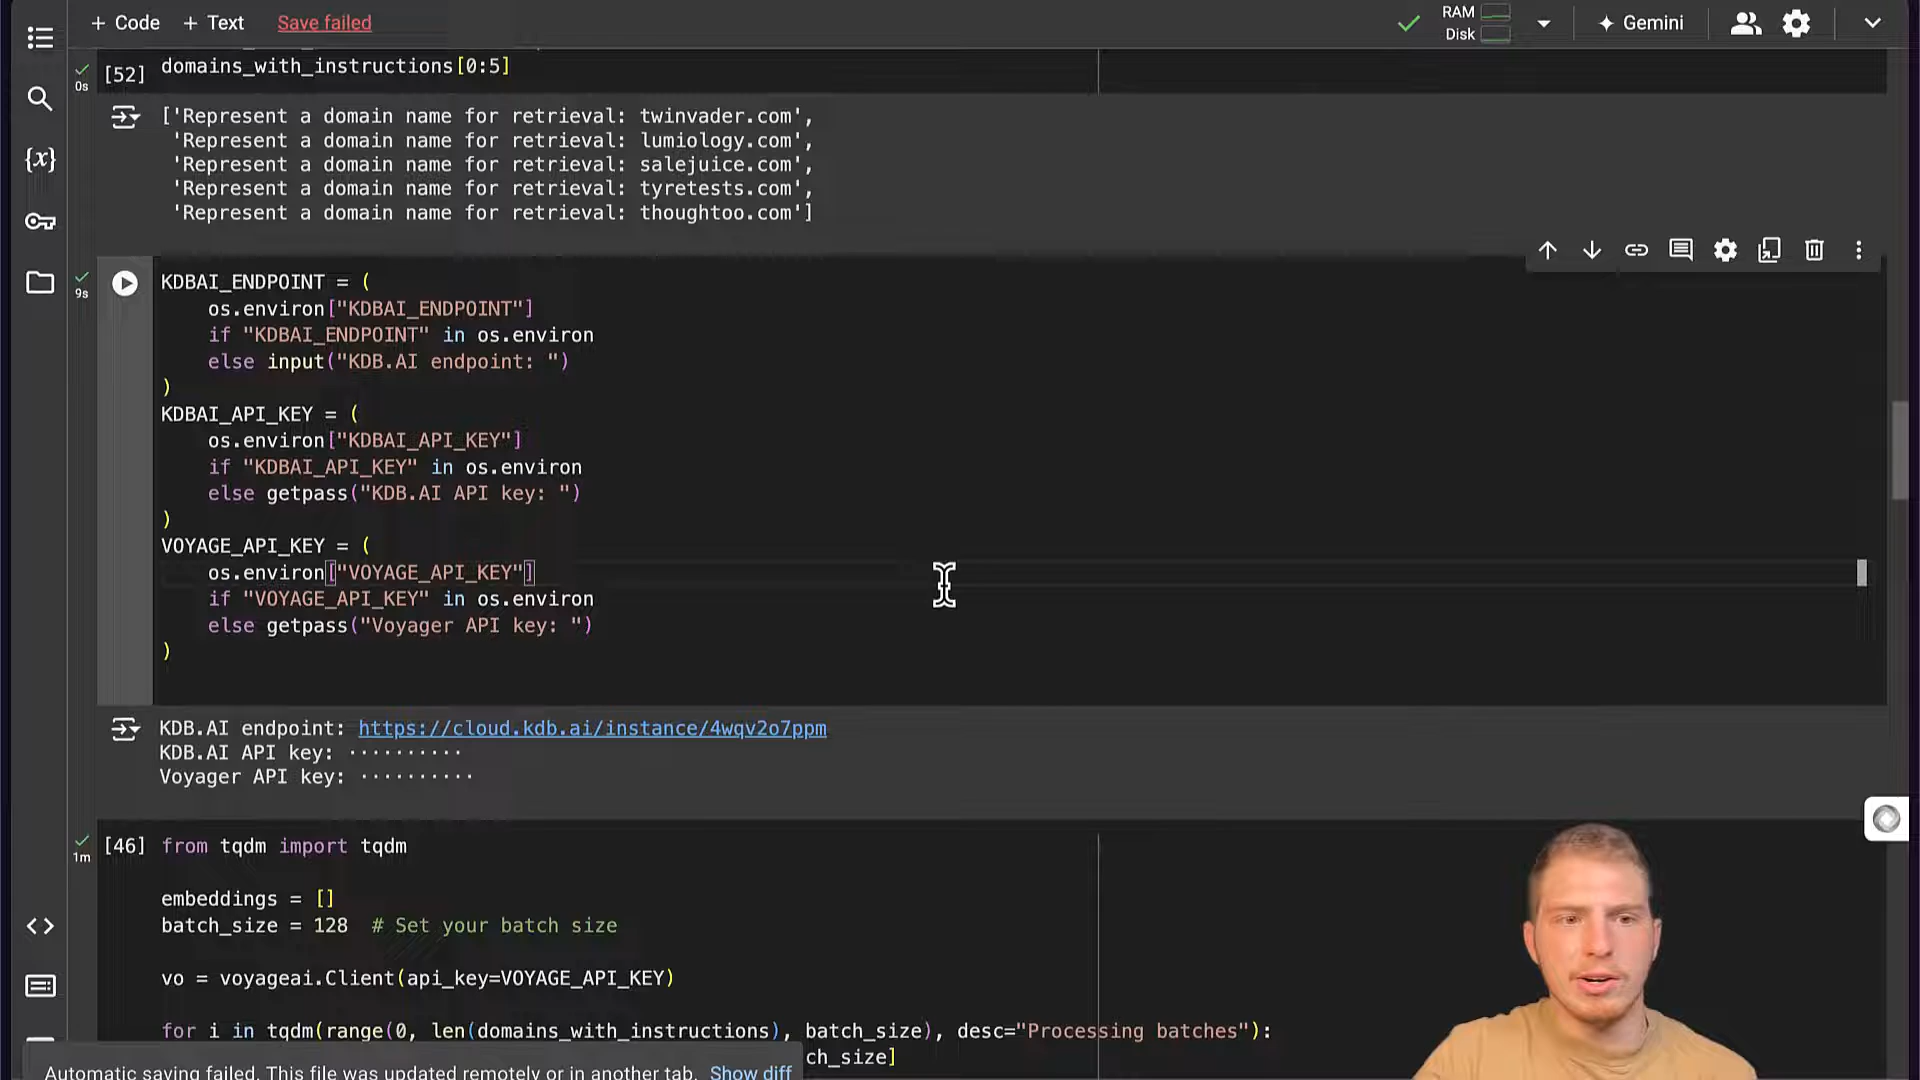 + Code + Text Save failed RAM Disk Gemini
[52] domains_with_instructions[0:5]
0s
['Represent a domain name for retrieval: twinvader.com',
'Represent a domain name for retrieval: lumiology.com',
'Represent a domain name for retrieval: salejuice.com',
'Represent a domain name for retrieval: tyretests.com',
'Represent a domain name for retrieval: thoughtoo.com']
9s
KDBAI_ENDPOINT = (
os.environ["KDBAI_ENDPOINT"]
if "KDBAI_ENDPOINT" in os.environ
else input("KDB.AI endpoint: ")
)
KDBAI_API_KEY = (
os.environ["KDBAI_API_KEY"]
if "KDBAI_API_KEY" in os.environ
else getpass("KDB.AI API key: ")
)
VOYAGE_API_KEY = (
os.environ["VOYAGE_API_KEY"]
if "VOYAGE_API_KEY" in os.environ
else getpass("Voyager API key: ")
)
KDB.AI endpoint: https://cloud.kdb.ai/instance/4wqv2o7ppm
KDB.AI API key: ··········
Voyager API key: ··········
[46] from tqdm import tqdm
1m
embeddings = []
batch_size = 128 # Set your batch size
vo = voyageai.Client(api_key=VOYAGE_API_KEY)
for i in tqdm(range(0, len(domains_with_instructions), batch_size), desc="Processing batches"):
ch_size]
Automatic saving failed. This file was updated remotely or in another tab. Show diff